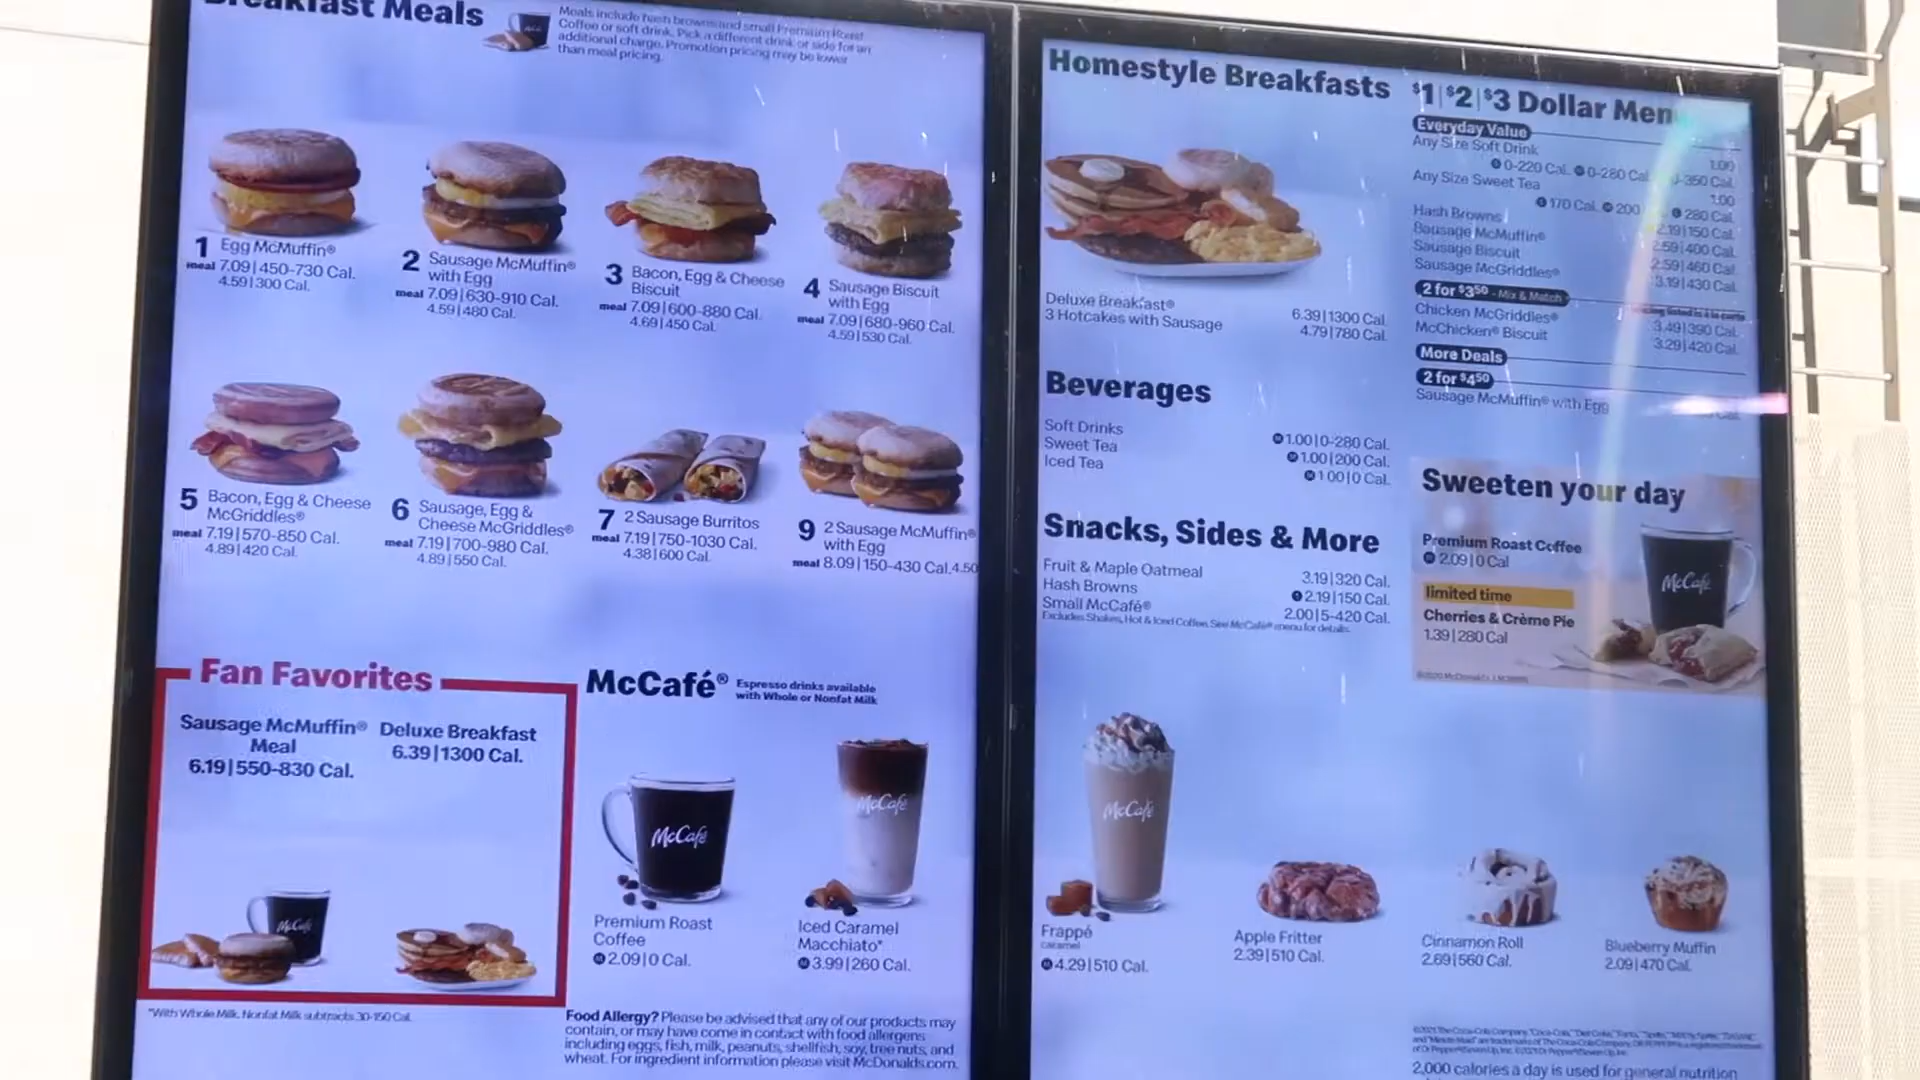 Breakfast Meals
Meals include hash browns and small Premium Roast
Coffee or soft drink. Pick a different drink or side for an
additional charge. Promotion pricing may be lower
than meal pricing.
1 Egg McMuffin®
meal 7.09|450-730 Cal.
4.59|300 Cal.
2 Sausage McMuffin®
with Egg
meal 7.09|630-910 Cal.
4.59|480 Cal.
3 Bacon, Egg & Cheese
Biscuit
meal 7.09|600-880 Cal.
4.69|450 Cal.
4 Sausage Biscuit
with Egg
meal 7.09|680-960 Cal.
4.59|530 Cal.
5 Bacon, Egg & Cheese
McGriddles®
meal 7.19|570-850 Cal.
4.89|420 Cal.
6 Sausage, Egg &
Cheese McGriddles®
meal 7.19|700-980 Cal.
4.89|550 Cal.
7 2 Sausage Burritos
meal 7.19|750-1030 Cal.
4.38|600 Cal.
9 2 Sausage McMuffin®
with Egg
meal 8.09|150-430 Cal.4.50
Fan Favorites
Sausage McMuffin®
Meal
6.19|550-830 Cal.
Deluxe Breakfast
6.39|1300 Cal.
McCafé
*With Whole Milk. Nonfat Milk subtracts 30-150 Cal.
McCafé® Espresso drinks available
with Whole or Nonfat Milk
McCafé
McCafé
Premium Roast
Coffee
M 2.09|0 Cal.
Iced Caramel
Macchiato*
M 3.99|260 Cal.
Food Allergy? Please be advised that any of our products may
contain, or may have come in contact with food allergens
including eggs, fish, milk, peanuts, shellfish, soy, tree nuts, and
wheat. For ingredient information please visit McDonalds.com.
Homestyle Breakfasts
Deluxe Breakfast® 6.39|1300 Cal.
3 Hotcakes with Sausage 4.79|780 Cal.
Beverages
Soft Drinks M 1.00|0-280 Cal.
Sweet Tea M 1.00|200 Cal.
Iced Tea M 1.00|0 Cal.
Snacks, Sides & More
Fruit & Maple Oatmeal 3.19|320 Cal.
Hash Browns 2.19|150 Cal.
Small McCafé® 2.00|5-420 Cal.
Excludes Shakes, Hot & Iced Coffee. See McCafé® menu for details.
$1|$2|$3 Dollar Men
Everyday Value
Any Size Soft Drink 1.00
0-220 Cal. 0-280 Cal. 0-350 Cal.
Any Size Sweet Tea 1.00
170 Cal. 200 280 Cal.
Hash Browns 2.19|150 Cal.
Sausage McMuffin® 2.59|400 Cal.
Sausage Biscuit 2.59|460 Cal.
Sausage McGriddles® 3.19|430 Cal.
2 for $3.50 - Mix & Match
Chicken McGriddles® 3.49|390 Cal.
McChicken® Biscuit 3.29|420 Cal.
More Deals
2 for $4.50
Sausage McMuffin® with Egg
Sweeten your day
Premium Roast Coffee
M 2.09|0 Cal
limited time
Cherries & Crème Pie
1.39|280 Cal
McCafé
McCafé
Frappé
caramel
M 4.29|510 Cal.
Apple Fritter
2.39|510 Cal.
Cinnamon Roll
2.69|560 Cal.
Blueberry Muffin
2.09|470 Cal.
2,000 calories a day is used for general nutrition